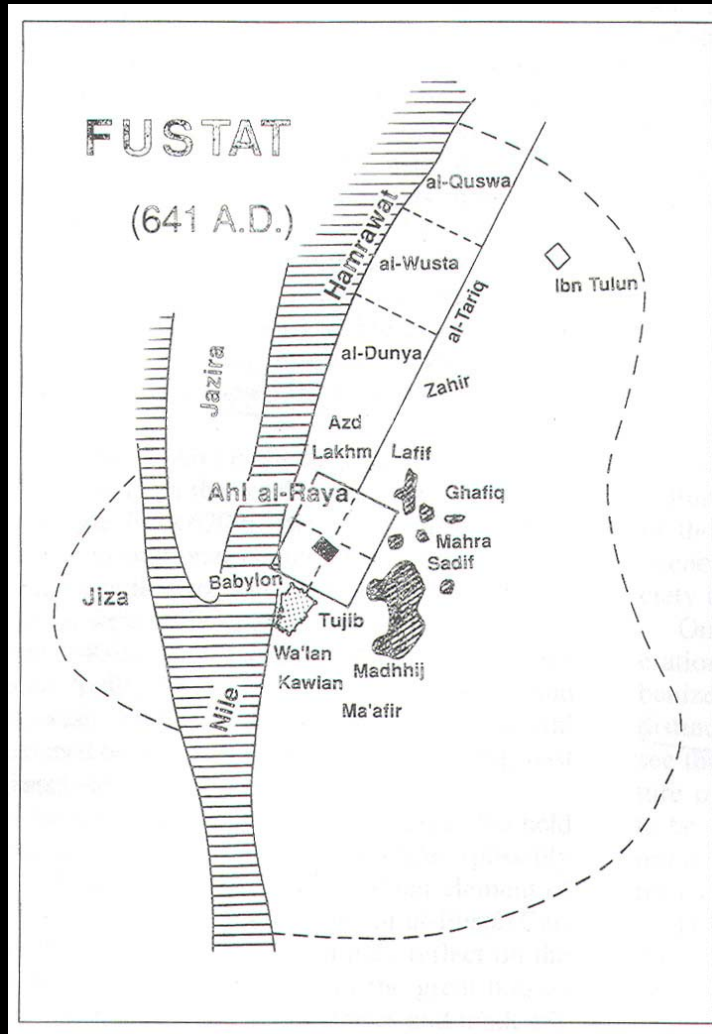 FUSTAT
(641 A.D.)
al-Quswa
Hamrawat
al-Wusta
Ibn Tulun
al-Tariq
al-Dunya
Jazira
Zahir
Azd
Lakhm
Lafif
Ahl al-Raya
Ghafiq
Mahra
Sadif
Babylon
Jiza
Tujib
Wa'lan
Madhhij
Kawlan
Nile
Ma'afir